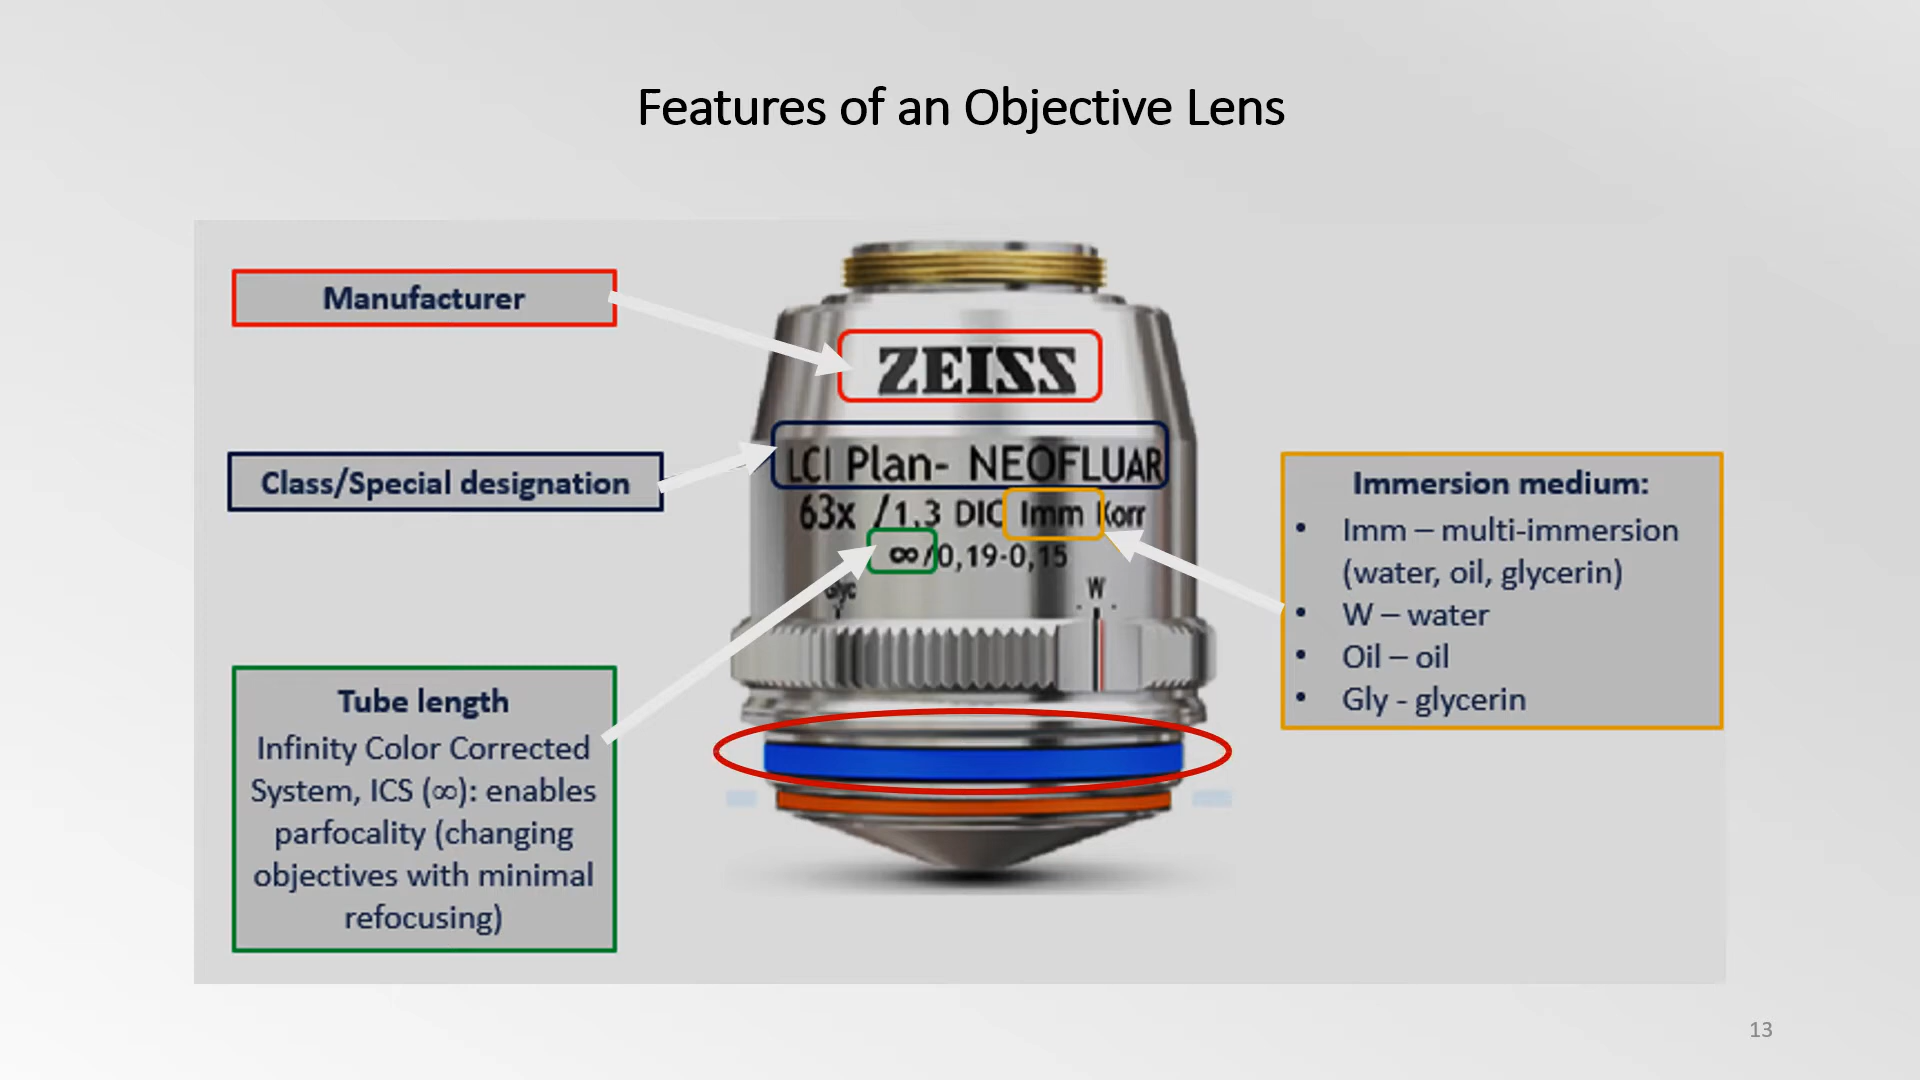 Features of an Objective Lens
Manufacturer
ZEISS
Class/Special designation
LCI Plan- NEOFLUAR
63x /1.3 DIC Imm Korr
∞/0,19-0,15
Glyc
W
Tube length
Infinity Color Corrected
System, ICS (∞): enables
parfocality (changing
objectives with minimal
refocusing)
Immersion medium:
• Imm – multi-immersion
(water, oil, glycerin)
• W – water
• Oil – oil
• Gly - glycerin
13